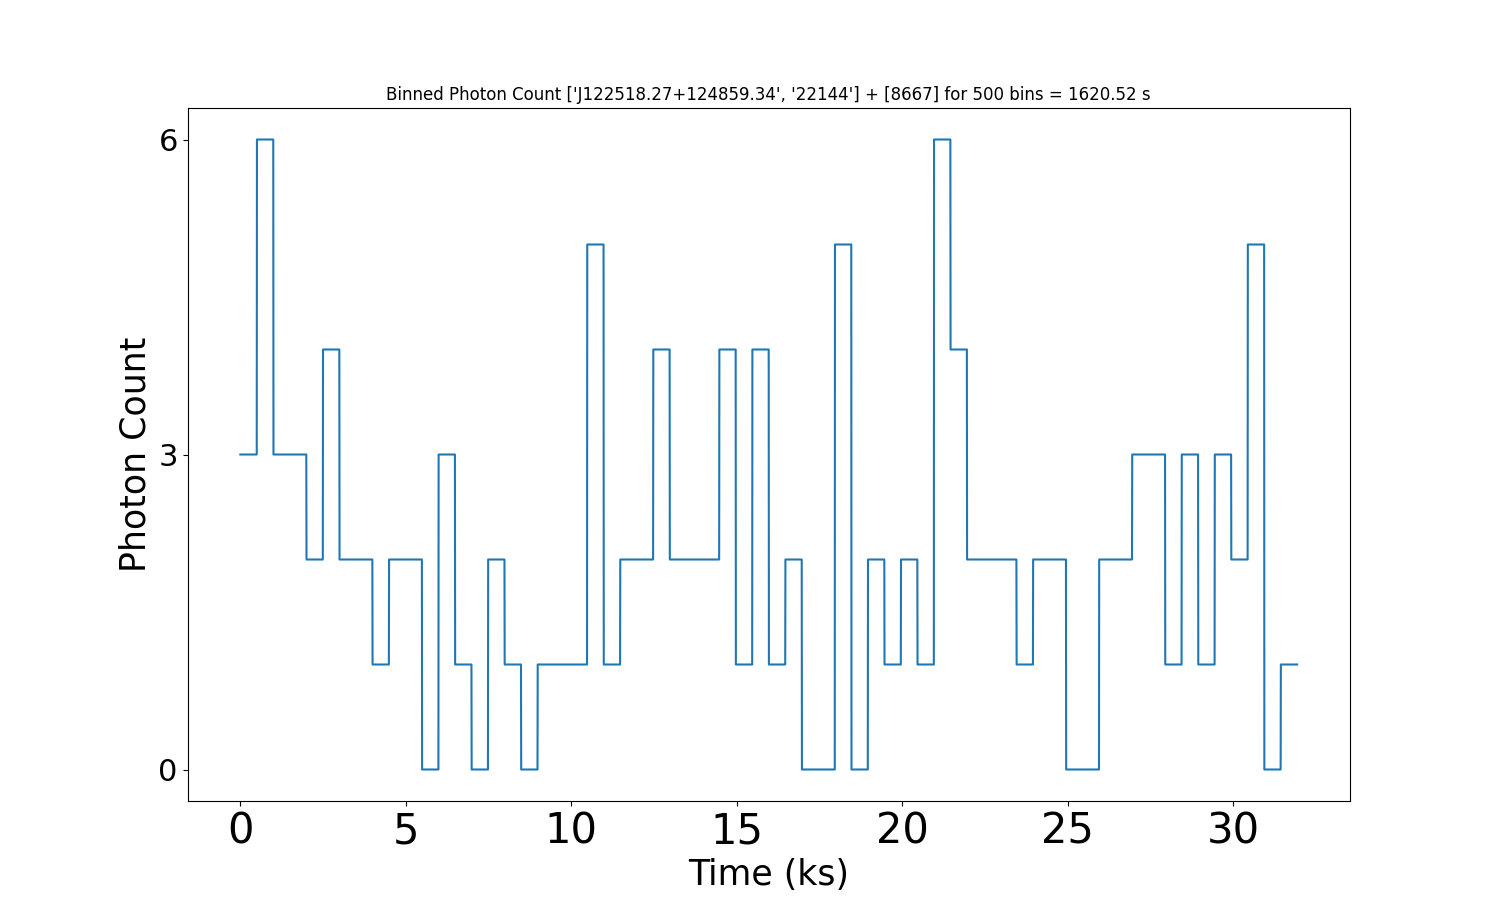 Binned Photon Count ['J122518.27+124859.34', '22144'] + [8667] for 500 bins = 1620.52 s
6
3
0
Photon Count
0 5 10 15 20 25 30
Time (ks)